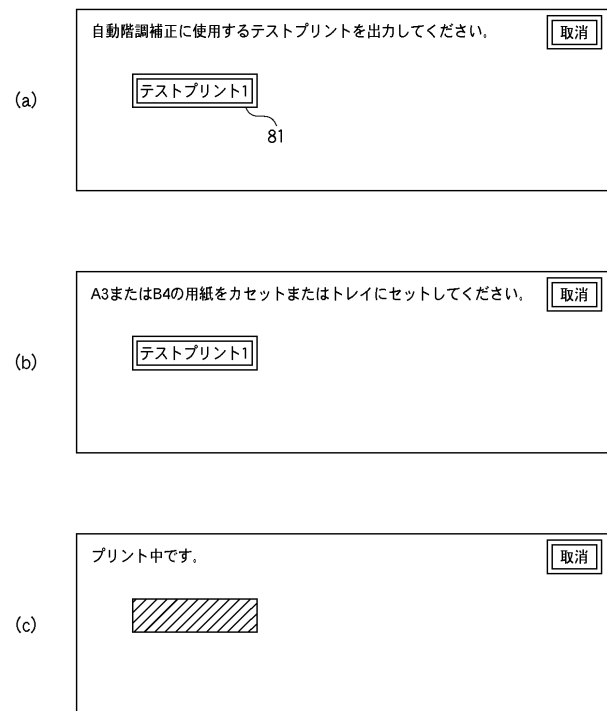 自動階調補正に使用するテストプリントを出力してください。
取消
(a)
テストプリント1
81
A3またはB4の用紙をカセットまたはトレイにセットしてください。
取消
(b)
テストプリント1
プリント中です。
取消
(c)